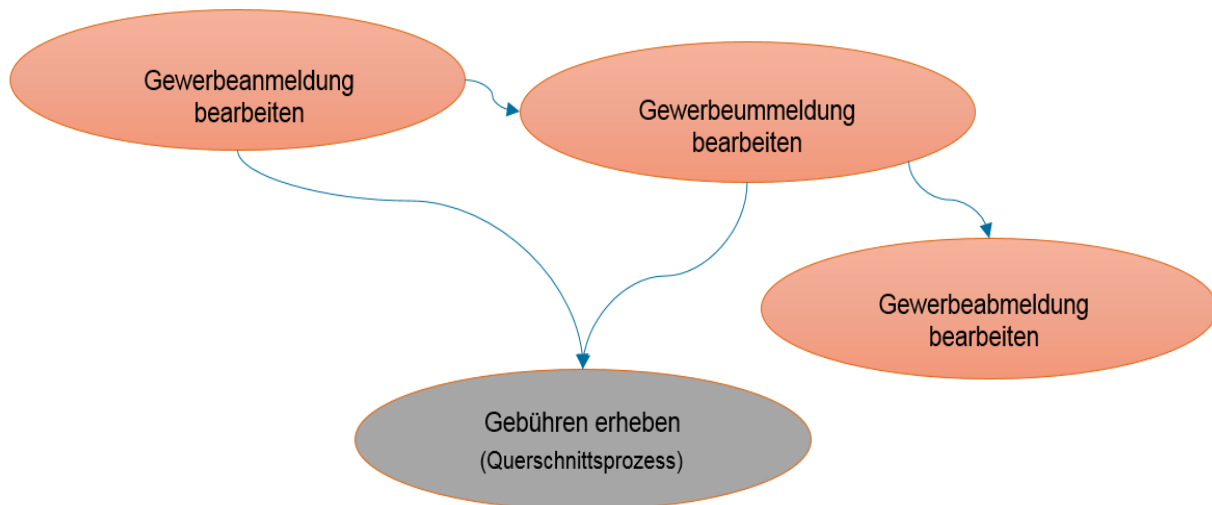 Gewerbeanmeldung
bearbeiten
Gewerbeummeldung
bearbeiten
Gewerbeabmeldung
bearbeiten
Gebühren erheben
(Querschnittsprozess)